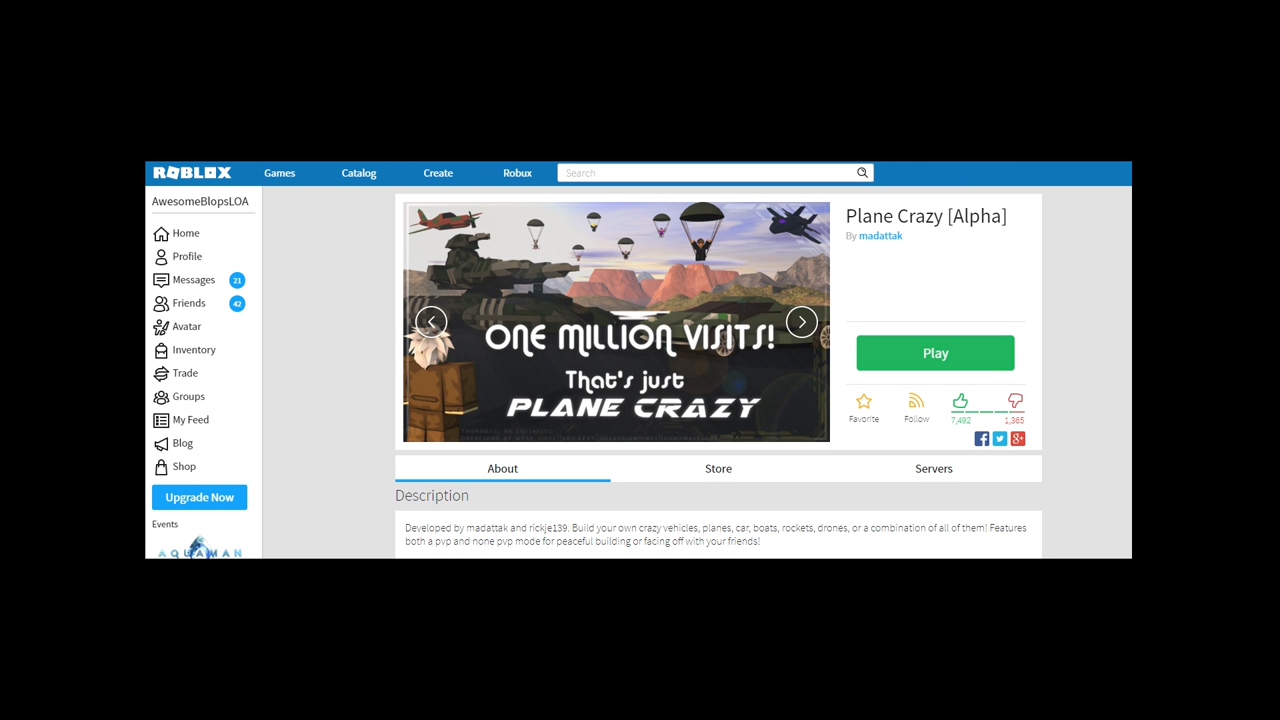 ROBLOX Games Catalog Create Robux Search
AwesomeBlopsLOA
Home
Profile
Messages 21
Friends 42
Avatar
Inventory
Trade
Groups
My Feed
Blog
Shop
Upgrade Now
Events
AQUAMAN
ONE MILLION VISITS!
That's just
PLANE CRAZY
Plane Crazy [Alpha]
By madattak
Play
Favorite Follow 7,492 1,365
About Store Servers
Description
Developed by madattak and rickje139. Build your own crazy vehicles, planes, car, boats, rockets, drones, or a combination of all of them! Features
both a pvp and none pvp mode for peaceful building or facing off with your friends!